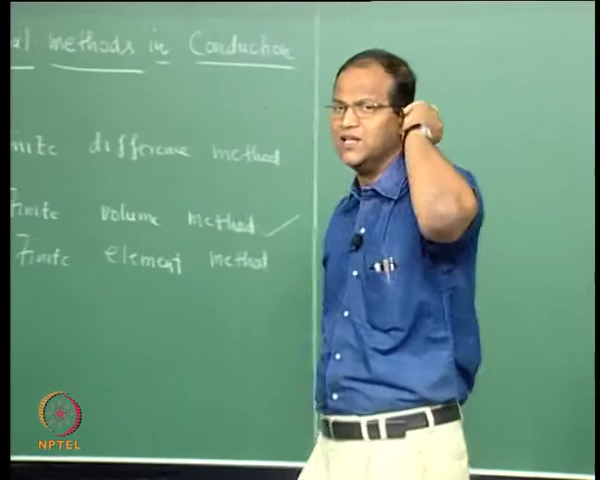 Methods in Conduction
difference method
finite volume method
Finite element method
NPTEL